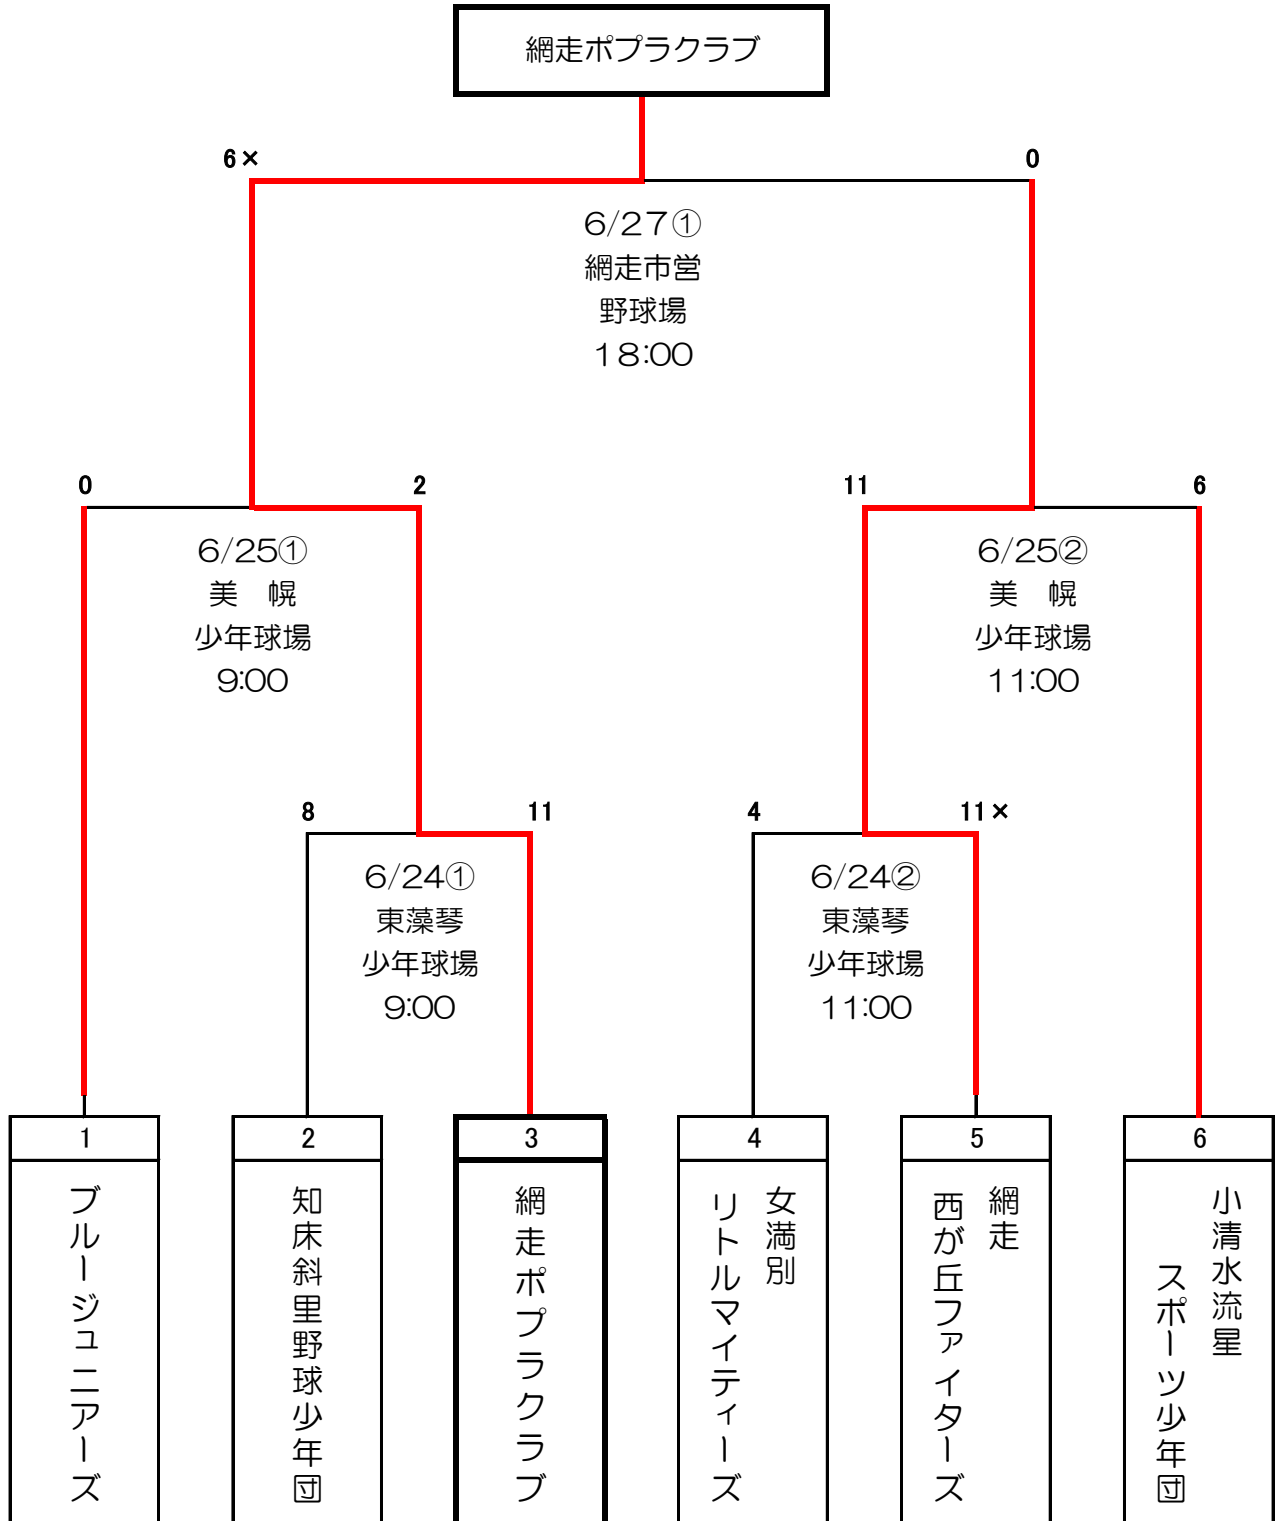 網走ポプラクラブ
6× 0
6/27①
網走市営
野球場
18:00
0 2
11 6
6/25①
美　幌
少年球場
9:00
6/25②
美　幌
少年球場
11:00
8 11
4 11×
6/24①
東藻琴
少年球場
9:00
6/24②
東藻琴
少年球場
11:00
1
ブルージュニアーズ
2
知床斜里野球少年団
3
網走ポプラクラブ
4
女満別
リトルマイティーズ
5
網走
西が丘ファイターズ
6
小清水流星
スポーツ少年団